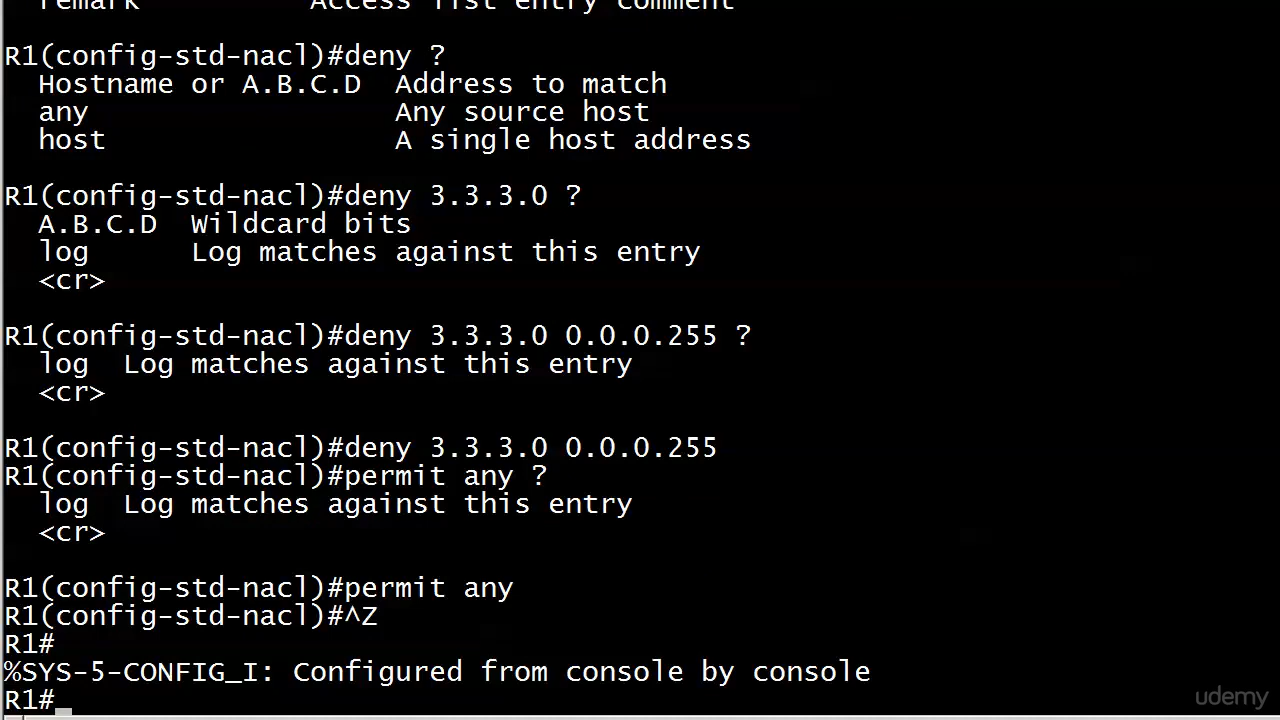 remark          Access list entry comment
R1(config-std-nacl)#deny ?
  Hostname or A.B.C.D  Address to match
  any                  Any source host
  host                 A single host address
R1(config-std-nacl)#deny 3.3.3.0 ?
  A.B.C.D  Wildcard bits
  log      Log matches against this entry
  <cr>
R1(config-std-nacl)#deny 3.3.3.0 0.0.0.255 ?
  log  Log matches against this entry
  <cr>
R1(config-std-nacl)#deny 3.3.3.0 0.0.0.255
R1(config-std-nacl)#permit any ?
  log  Log matches against this entry
  <cr>
R1(config-std-nacl)#permit any
R1(config-std-nacl)#^Z
R1#
%SYS-5-CONFIG_I: Configured from console by console
R1#
udemy